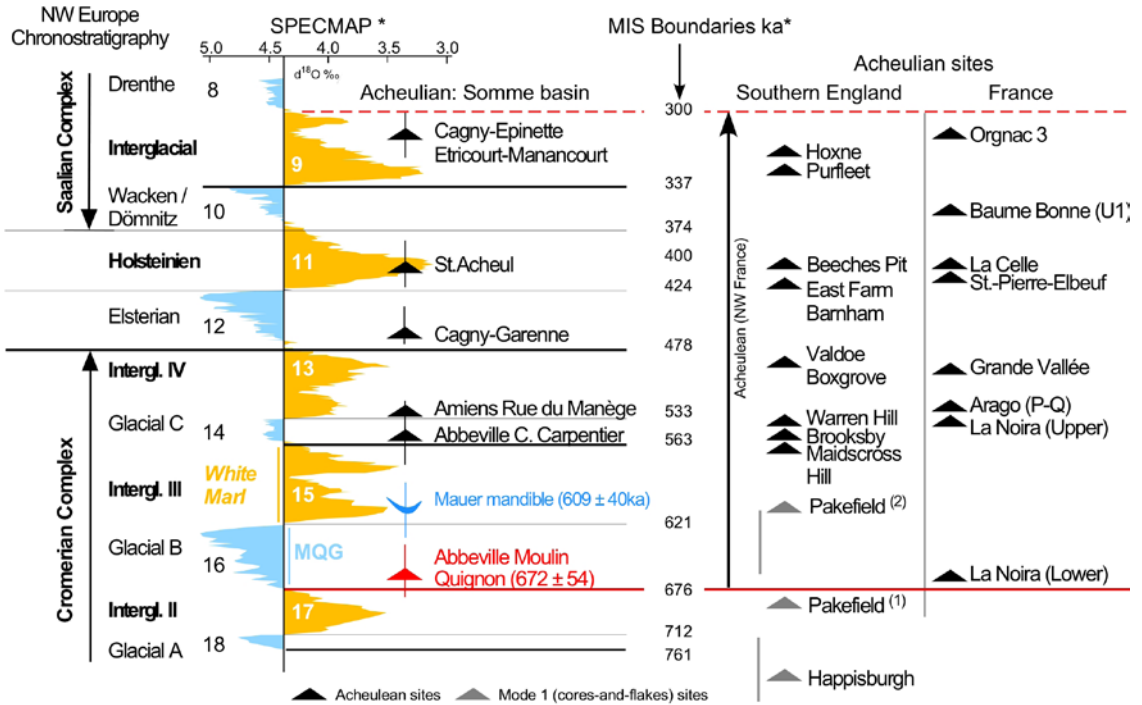 NW Europe
Chronostratigraphy
SPECMAP *
MIS Boundaries ka*
5.0 4.5 4.0 3.5 3.0
d¹⁸O ‰
Acheulian sites
Acheulian: Somme basin
Southern England
France
Saalian Complex
Drenthe
8
300
Interglacial
9
Cagny-Epinette
Etricourt-Manancourt
Orgnac 3
Hoxne
Purfleet
337
Wacken /
Dömnitz
10
Baume Bonne (U1)
374
Holsteinien
11
St.Acheul
400
Beeches Pit
La Celle
St.-Pierre-Elbeuf
424
East Farm
Barnham
Elsterian
12
Cagny-Garenne
478
Acheulean (NW France)
Cromerian Complex
Intergl. IV
13
Valdoe
Boxgrove
Grande Vallée
Amiens Rue du Manège
533
Arago (P-Q)
Glacial C
14
Abbeville C. Carpentier
563
Warren Hill
Brooksby
Maidscross
Hill
La Noira (Upper)
White
Marl
Intergl. III
15
Mauer mandible (609 ± 40ka)
Pakefield (2)
621
Glacial B
16
MQG
Abbeville Moulin
Quignon (672 ± 54)
La Noira (Lower)
676
Intergl. II
17
Pakefield (1)
712
Glacial A
18
761
Happisburgh
Acheulean sites
Mode 1 (cores-and-flakes) sites